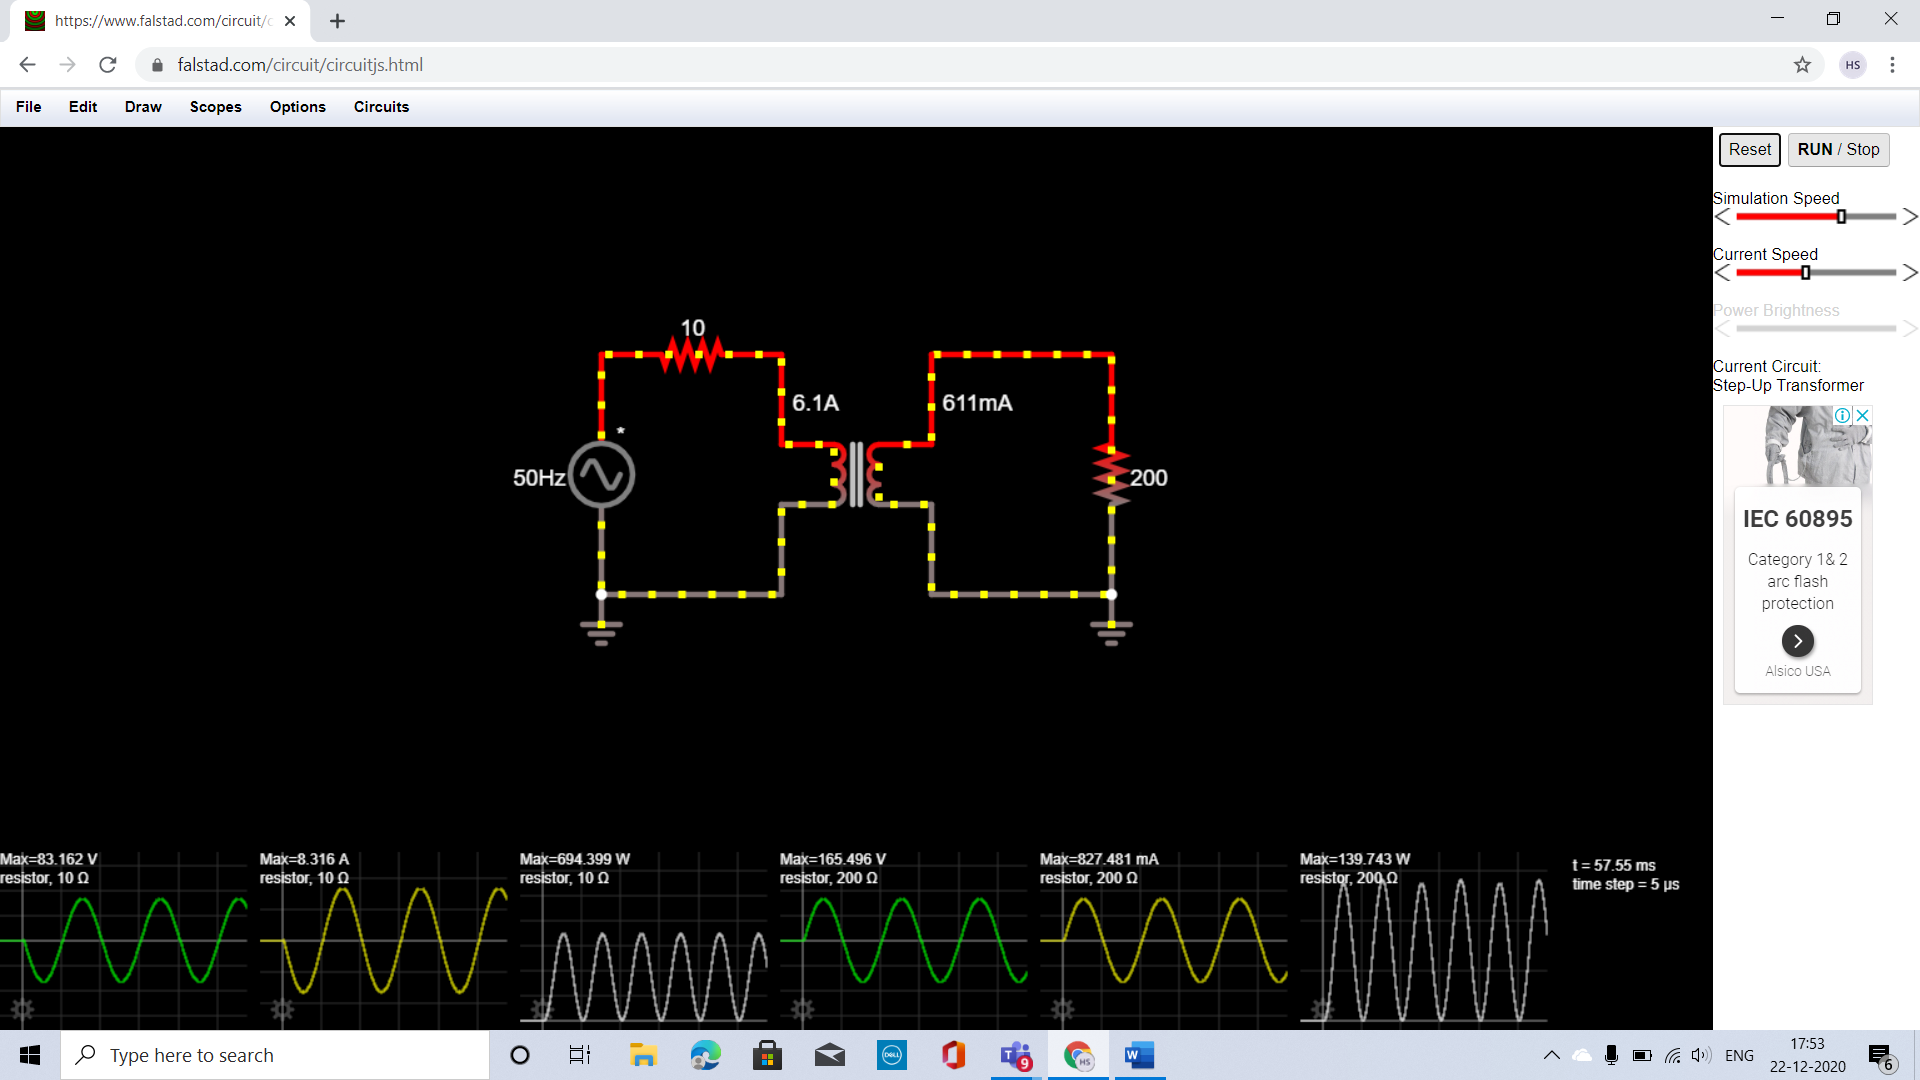 https://www.falstad.com/circuit/c
falstad.com/circuit/circuitjs.html
HS
File Edit Draw Scopes Options Circuits
Reset RUN / Stop
Simulation Speed
Current Speed
Power Brightness
Current Circuit:
Step-Up Transformer
10
6.1A 611mA
*
50Hz 200
IEC 60895
Category 1& 2
arc flash
protection
Alsico USA
Max=83.162 V
resistor, 10 Ω
Max=8.316 A
resistor, 10 Ω
Max=694.399 W
resistor, 10 Ω
Max=165.496 V
resistor, 200 Ω
Max=827.481 mA
resistor, 200 Ω
Max=139.743 W
resistor, 200 Ω
t = 57.55 ms
time step = 5 µs
Type here to search
DELL
T
9
HS
W
ENG
17:53
22-12-2020
6